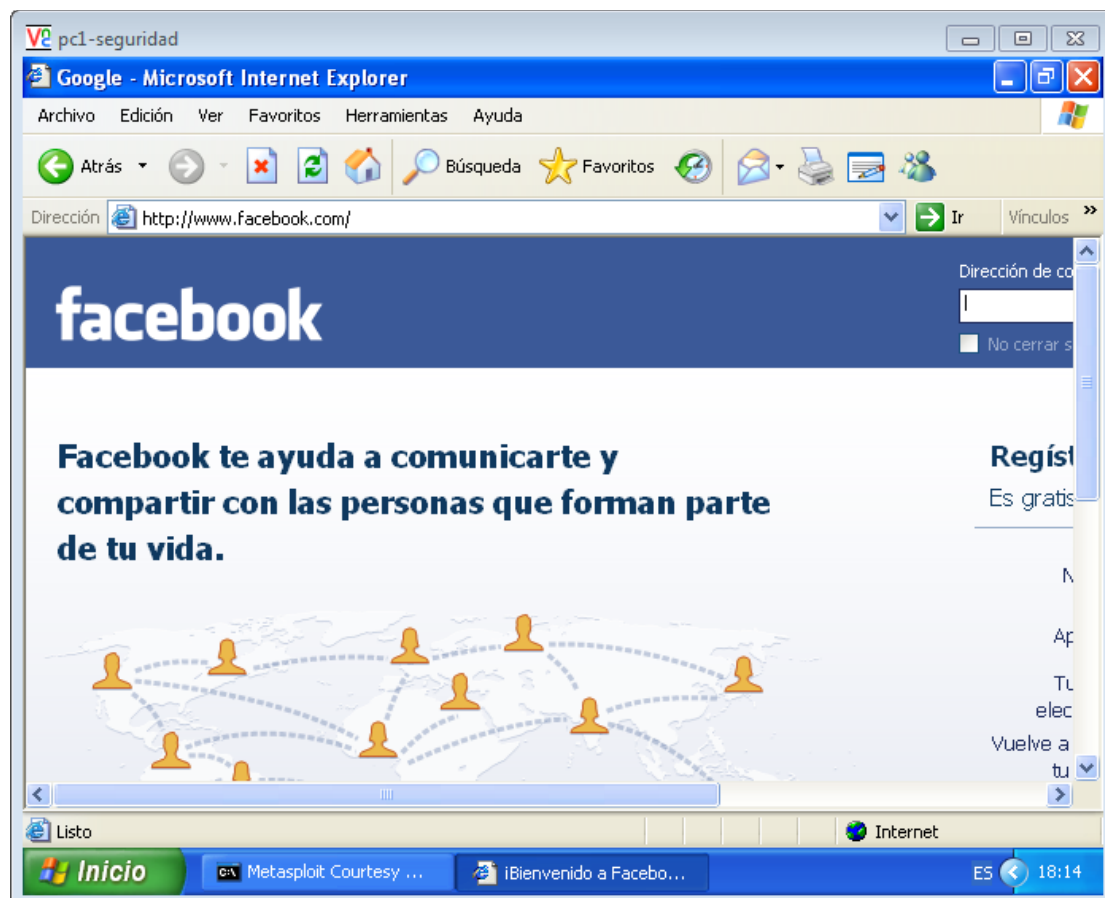 pc1-seguridad
Google - Microsoft Internet Explorer
Archivo Edición Ver Favoritos Herramientas Ayuda
Atrás Búsqueda Favoritos
Dirección http://www.facebook.com/ Ir Vínculos »
facebook
Dirección de co
No cerrar s
Facebook te ayuda a comunicarte y
compartir con las personas que forman parte
de tu vida.
Regíst
Es gratis
N
Ap
Tu
elec
Vuelve a
tu
Listo Internet
Inicio Metasploit Courtesy ... ¡Bienvenido a Facebo... ES 18:14